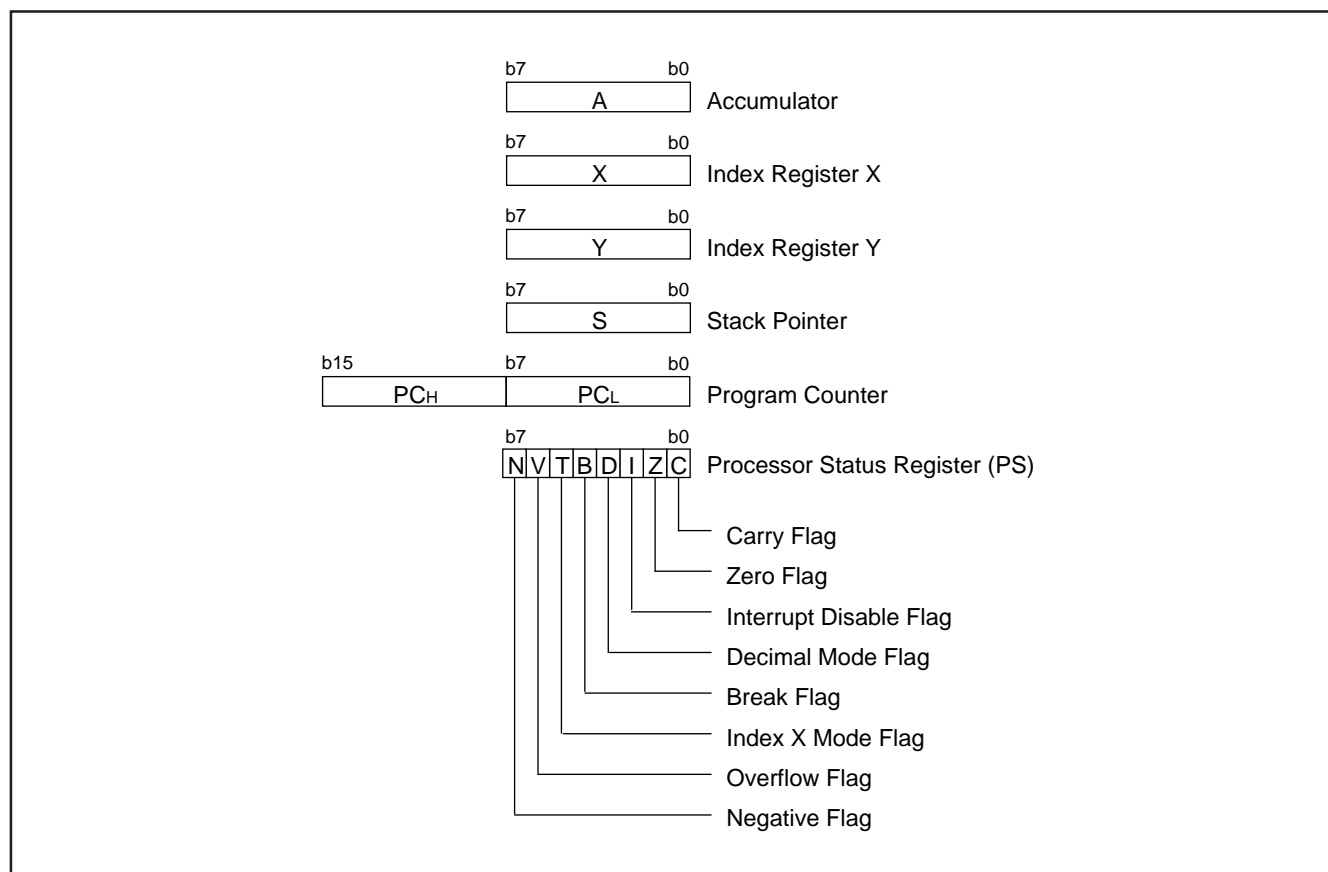 b7 b0
A Accumulator
b7 b0
X Index Register X
b7 b0
Y Index Register Y
b7 b0
S Stack Pointer
b15 b7 b0
PCH PCL Program Counter
b7 b0
N V T B D I Z C Processor Status Register (PS)
Carry Flag
Zero Flag
Interrupt Disable Flag
Decimal Mode Flag
Break Flag
Index X Mode Flag
Overflow Flag
Negative Flag